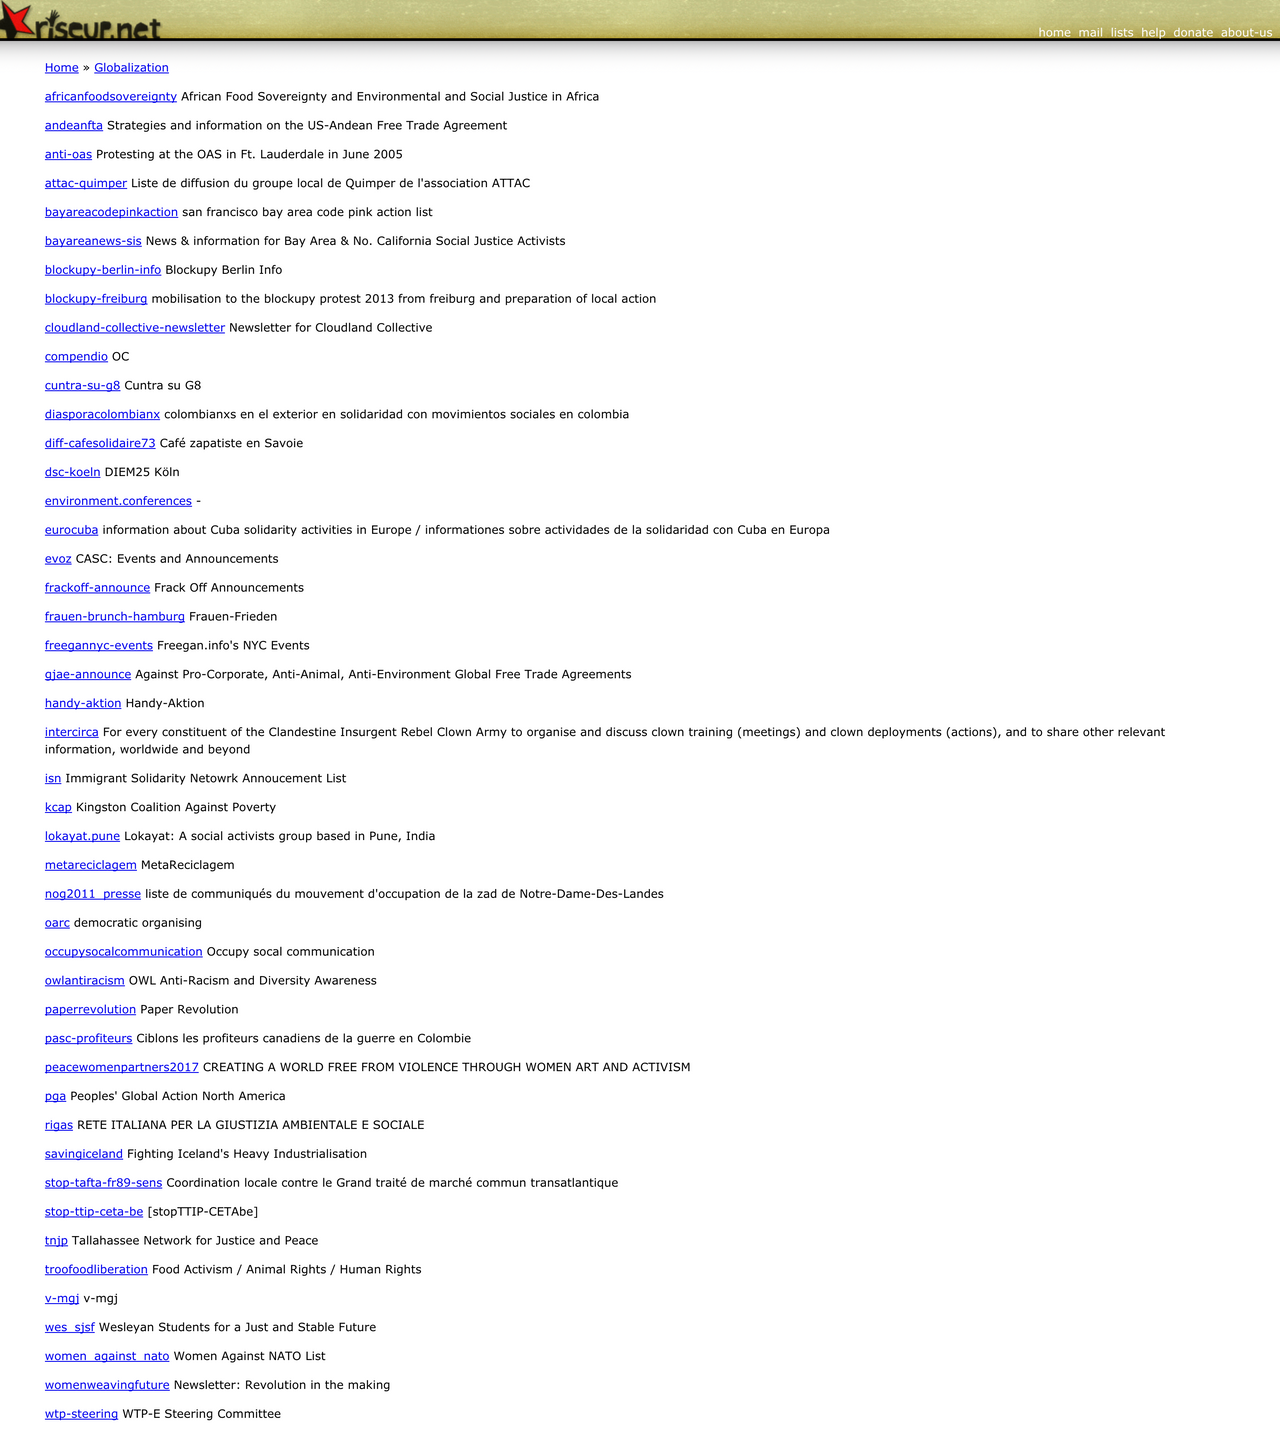 riseup.net
home mail lists help donate about-us
Home » Globalization
africanfoodsovereignty African Food Sovereignty and Environmental and Social Justice in Africa
andeanfta Strategies and information on the US-Andean Free Trade Agreement
anti-oas Protesting at the OAS in Ft. Lauderdale in June 2005
attac-quimper Liste de diffusion du groupe local de Quimper de l'association ATTAC
bayareacodepinkaction san francisco bay area code pink action list
bayareanews-sis News & information for Bay Area & No. California Social Justice Activists
blockupy-berlin-info Blockupy Berlin Info
blockupy-freiburg mobilisation to the blockupy protest 2013 from freiburg and preparation of local action
cloudland-collective-newsletter Newsletter for Cloudland Collective
compendio OC
cuntra-su-g8 Cuntra su G8
diasporacolombianx colombianxs en el exterior en solidaridad con movimientos sociales en colombia
diff-cafesolidaire73 Café zapatiste en Savoie
dsc-koeln DIEM25 Köln
environment.conferences -
eurocuba information about Cuba solidarity activities in Europe / informationes sobre actividades de la solidaridad con Cuba en Europa
evoz CASC: Events and Announcements
frackoff-announce Frack Off Announcements
frauen-brunch-hamburg Frauen-Frieden
freegannyc-events Freegan.info's NYC Events
gjae-announce Against Pro-Corporate, Anti-Animal, Anti-Environment Global Free Trade Agreements
handy-aktion Handy-Aktion
intercirca For every constituent of the Clandestine Insurgent Rebel Clown Army to organise and discuss clown training (meetings) and clown deployments (actions), and to share other relevant
information, worldwide and beyond
isn Immigrant Solidarity Netowrk Annoucement List
kcap Kingston Coalition Against Poverty
lokayat.pune Lokayat: A social activists group based in Pune, India
metareciclagem MetaReciclagem
nog2011_presse liste de communiqués du mouvement d'occupation de la zad de Notre-Dame-Des-Landes
oarc democratic organising
occupysocalcommunication Occupy socal communication
owlantiracism OWL Anti-Racism and Diversity Awareness
paperrevolution Paper Revolution
pasc-profiteurs Ciblons les profiteurs canadiens de la guerre en Colombie
peacewomenpartners2017 CREATING A WORLD FREE FROM VIOLENCE THROUGH WOMEN ART AND ACTIVISM
pga Peoples' Global Action North America
rigas RETE ITALIANA PER LA GIUSTIZIA AMBIENTALE E SOCIALE
savingiceland Fighting Iceland's Heavy Industrialisation
stop-tafta-fr89-sens Coordination locale contre le Grand traité de marché commun transatlantique
stop-ttip-ceta-be [stopTTIP-CETAbe]
tnjp Tallahassee Network for Justice and Peace
troofoodliberation Food Activism / Animal Rights / Human Rights
v-mgj v-mgj
wes_sjsf Wesleyan Students for a Just and Stable Future
women_against_nato Women Against NATO List
womenweavingfuture Newsletter: Revolution in the making
wtp-steering WTP-E Steering Committee